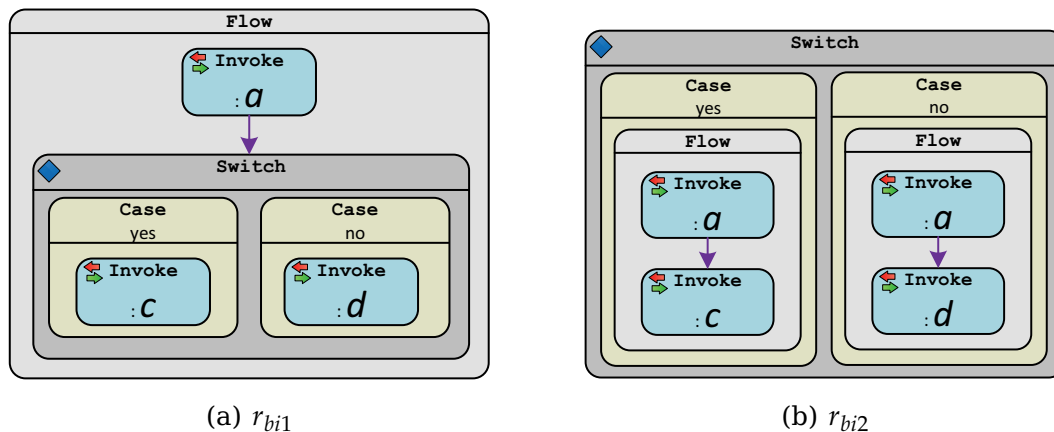 Flow
Invoke
: a
Switch
Case
yes
Invoke
: c
Case
no
Invoke
: d
(a) r_bi1
Switch
Case
yes
Flow
Invoke
: a
Invoke
: c
Case
no
Flow
Invoke
: a
Invoke
: d
(b) r_bi2